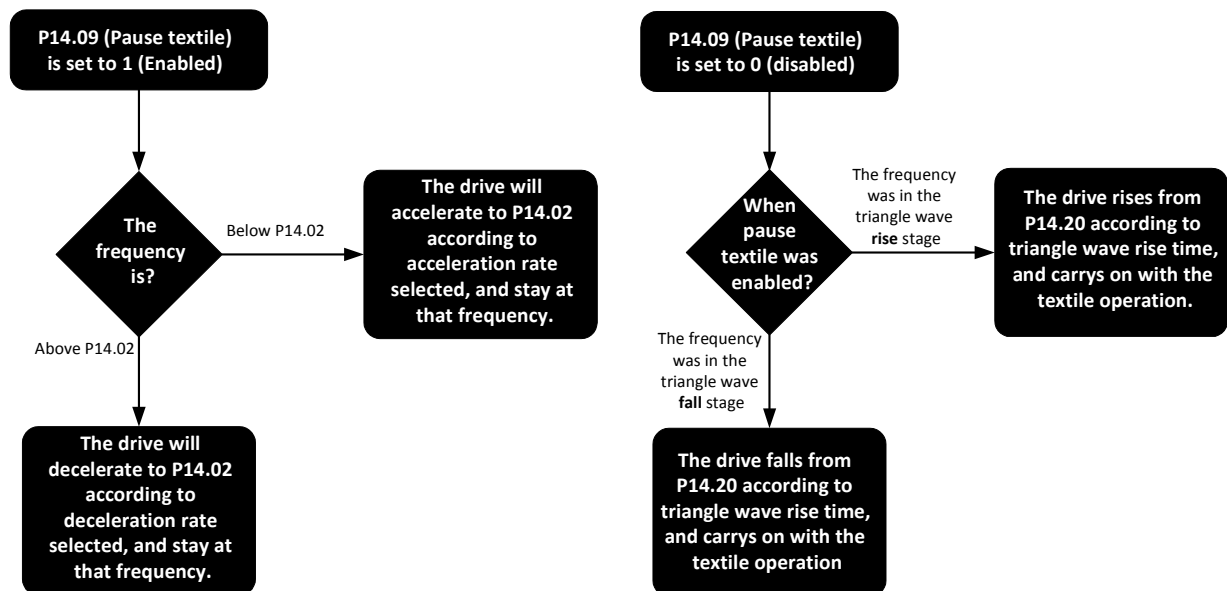 P14.09 (Pause textile)
is set to 1 (Enabled)
The
frequency
is?
Below P14.02
The drive will
accelerate to P14.02
according to
acceleration rate
selected, and stay at
that frequency.
Above P14.02
The drive will
decelerate to P14.02
according to
deceleration rate
selected, and stay at
that frequency.
P14.09 (Pause textile)
is set to 0 (disabled)
When
pause
textile was
enabled?
The frequency
was in the
triangle wave
rise stage
The drive rises from
P14.20 according to
triangle wave rise time,
and carrys on with the
textile operation.
The frequency
was in the
triangle wave
fall stage
The drive falls from
P14.20 according to
triangle wave rise time,
and carrys on with the
textile operation